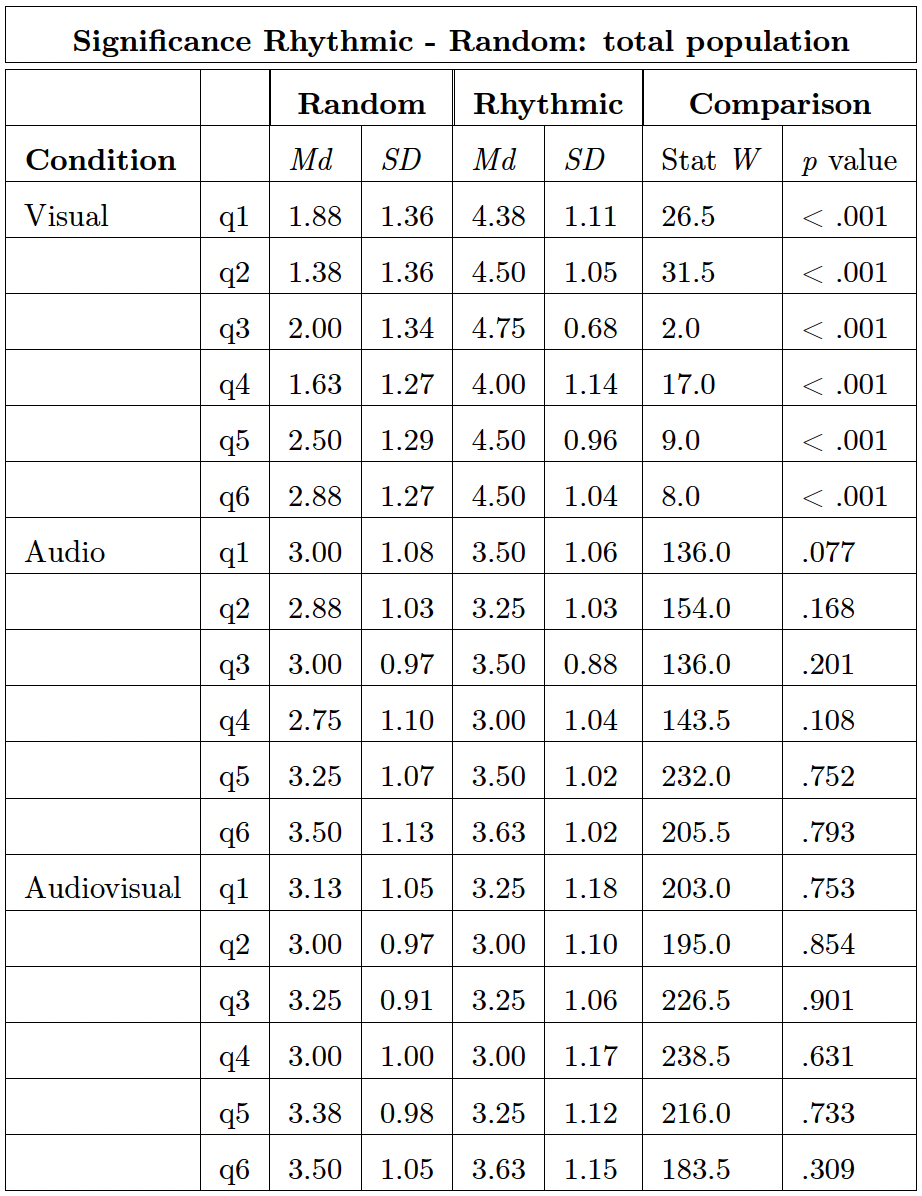 Significance Rhythmic - Random: total population
Random Rhythmic Comparison
Condition Md SD Md SD Stat W p value
Visual q1 1.88 1.36 4.38 1.11 26.5 < .001
q2 1.38 1.36 4.50 1.05 31.5 < .001
q3 2.00 1.34 4.75 0.68 2.0 < .001
q4 1.63 1.27 4.00 1.14 17.0 < .001
q5 2.50 1.29 4.50 0.96 9.0 < .001
q6 2.88 1.27 4.50 1.04 8.0 < .001
Audio q1 3.00 1.08 3.50 1.06 136.0 .077
q2 2.88 1.03 3.25 1.03 154.0 .168
q3 3.00 0.97 3.50 0.88 136.0 .201
q4 2.75 1.10 3.00 1.04 143.5 .108
q5 3.25 1.07 3.50 1.02 232.0 .752
q6 3.50 1.13 3.63 1.02 205.5 .793
Audiovisual q1 3.13 1.05 3.25 1.18 203.0 .753
q2 3.00 0.97 3.00 1.10 195.0 .854
q3 3.25 0.91 3.25 1.06 226.5 .901
q4 3.00 1.00 3.00 1.17 238.5 .631
q5 3.38 0.98 3.25 1.12 216.0 .733
q6 3.50 1.05 3.63 1.15 183.5 .309